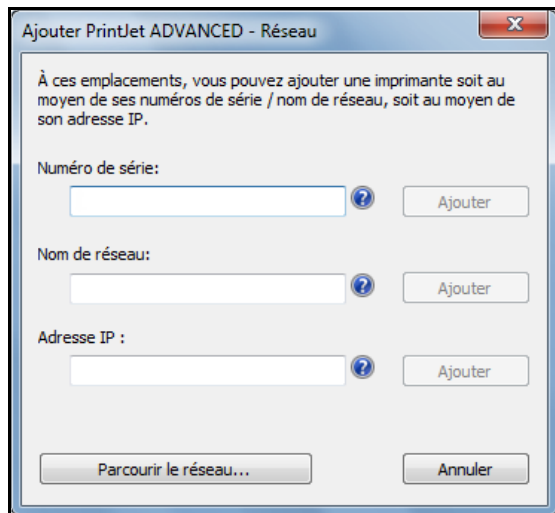 Ajouter PrintJet ADVANCED - Réseau
À ces emplacements, vous pouvez ajouter une imprimante soit au
moyen de ses numéros de série / nom de réseau, soit au moyen de
son adresse IP.
Numéro de série:
? Ajouter
Nom de réseau:
? Ajouter
Adresse IP :
? Ajouter
Parcourir le réseau... Annuler